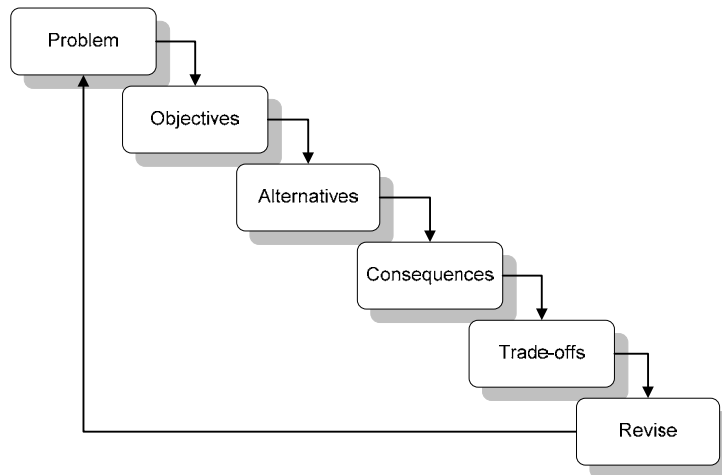 Problem
Objectives
Alternatives
Consequences
Trade-offs
Revise